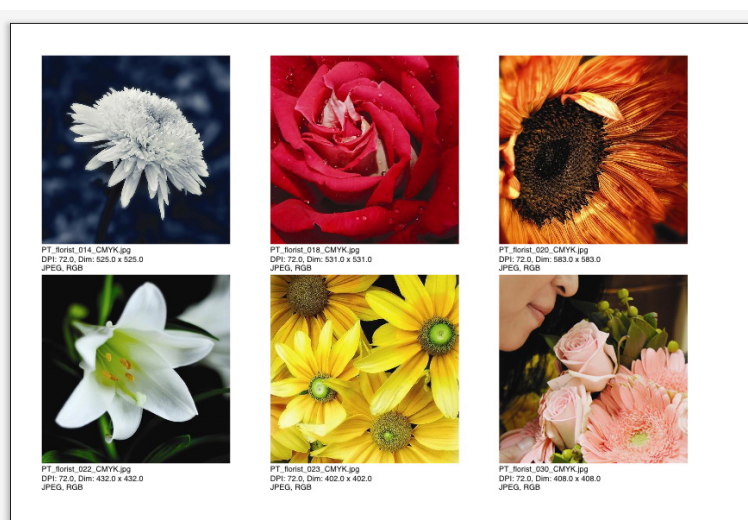 PT_florist_014_CMYK.jpg
DPI: 72.0, Dim: 525.0 x 525.0
JPEG, RGB
PT_florist_018_CMYK.jpg
DPI: 72.0, Dim: 531.0 x 531.0
JPEG, RGB
PT_florist_020_CMYK.jpg
DPI: 72.0, Dim: 583.0 x 583.0
JPEG, RGB
PT_florist_022_CMYK.jpg
DPI: 72.0, Dim: 432.0 x 432.0
JPEG, RGB
PT_florist_023_CMYK.jpg
DPI: 72.0, Dim: 402.0 x 402.0
JPEG, RGB
PT_florist_030_CMYK.jpg
DPI: 72.0, Dim: 408.0 x 408.0
JPEG, RGB